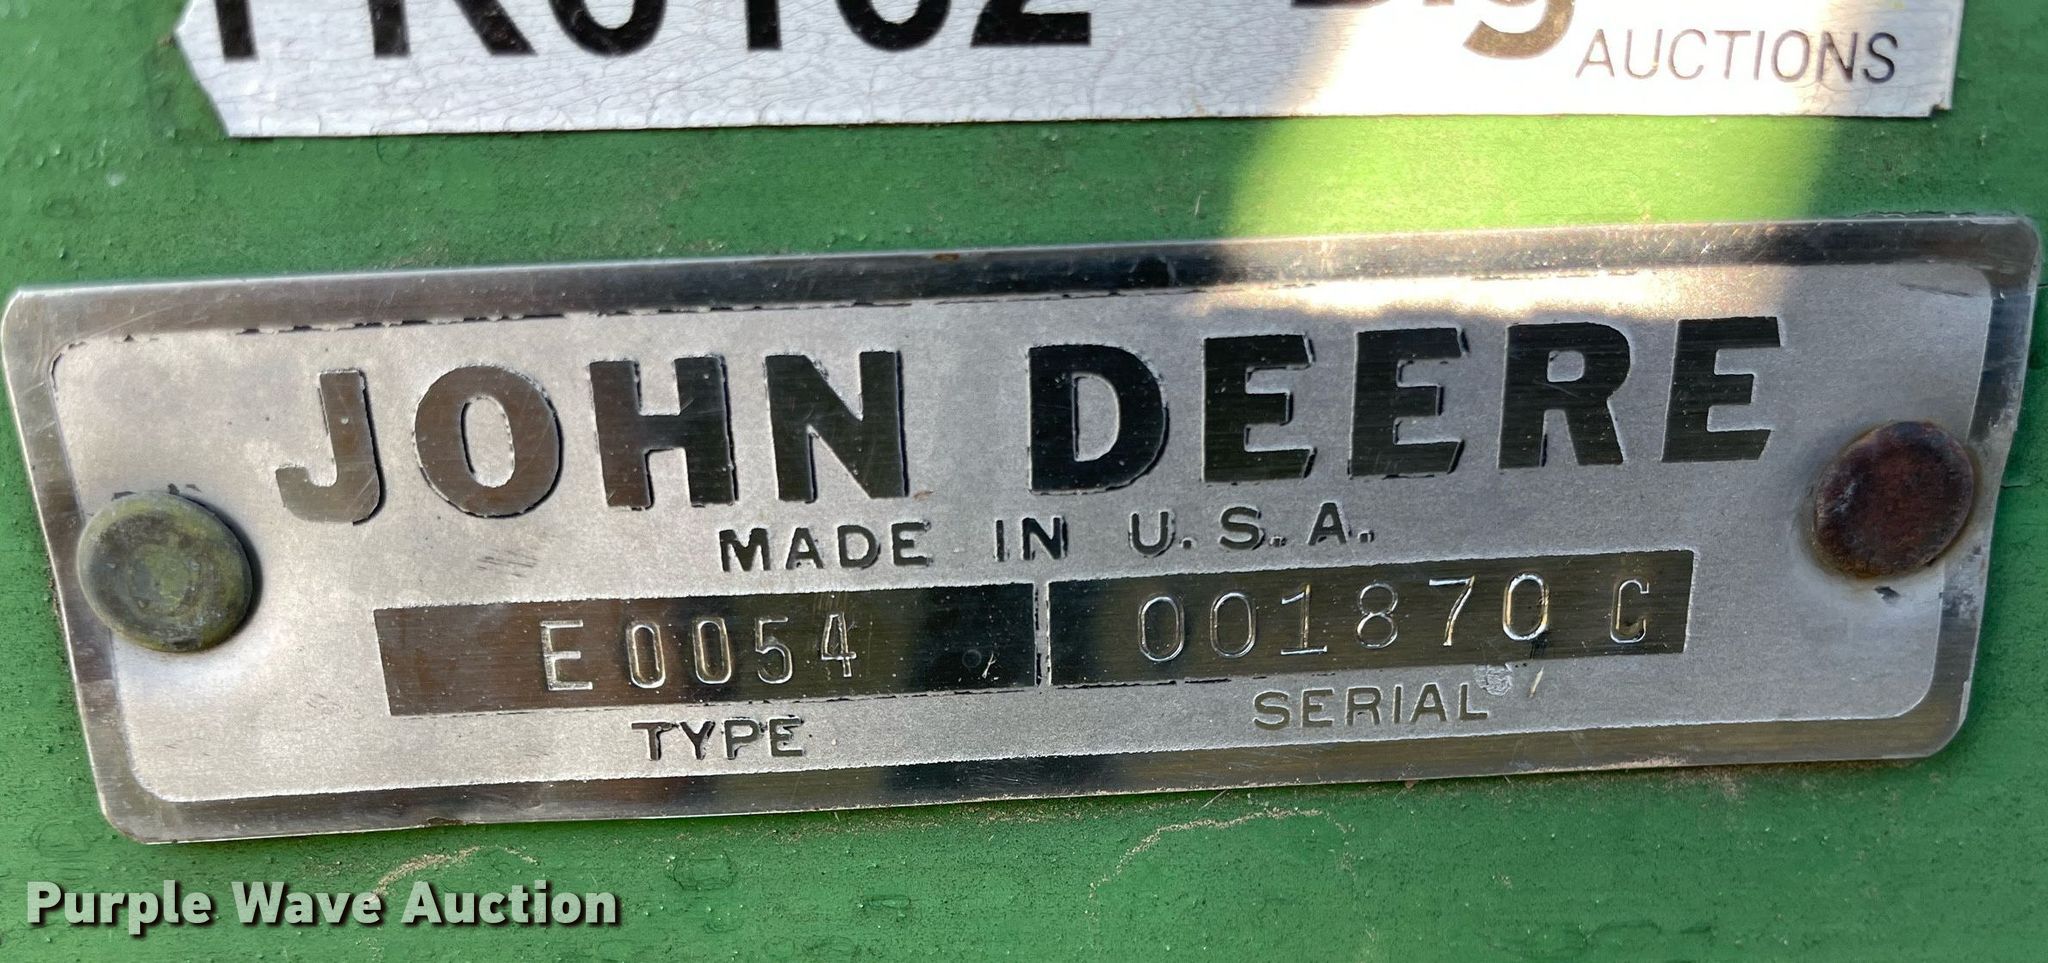 AUCTIONS
JOHN DEERE
MADE IN U.S.A.
E0054 001870 C
TYPE SERIAL
Purple Wave Auction